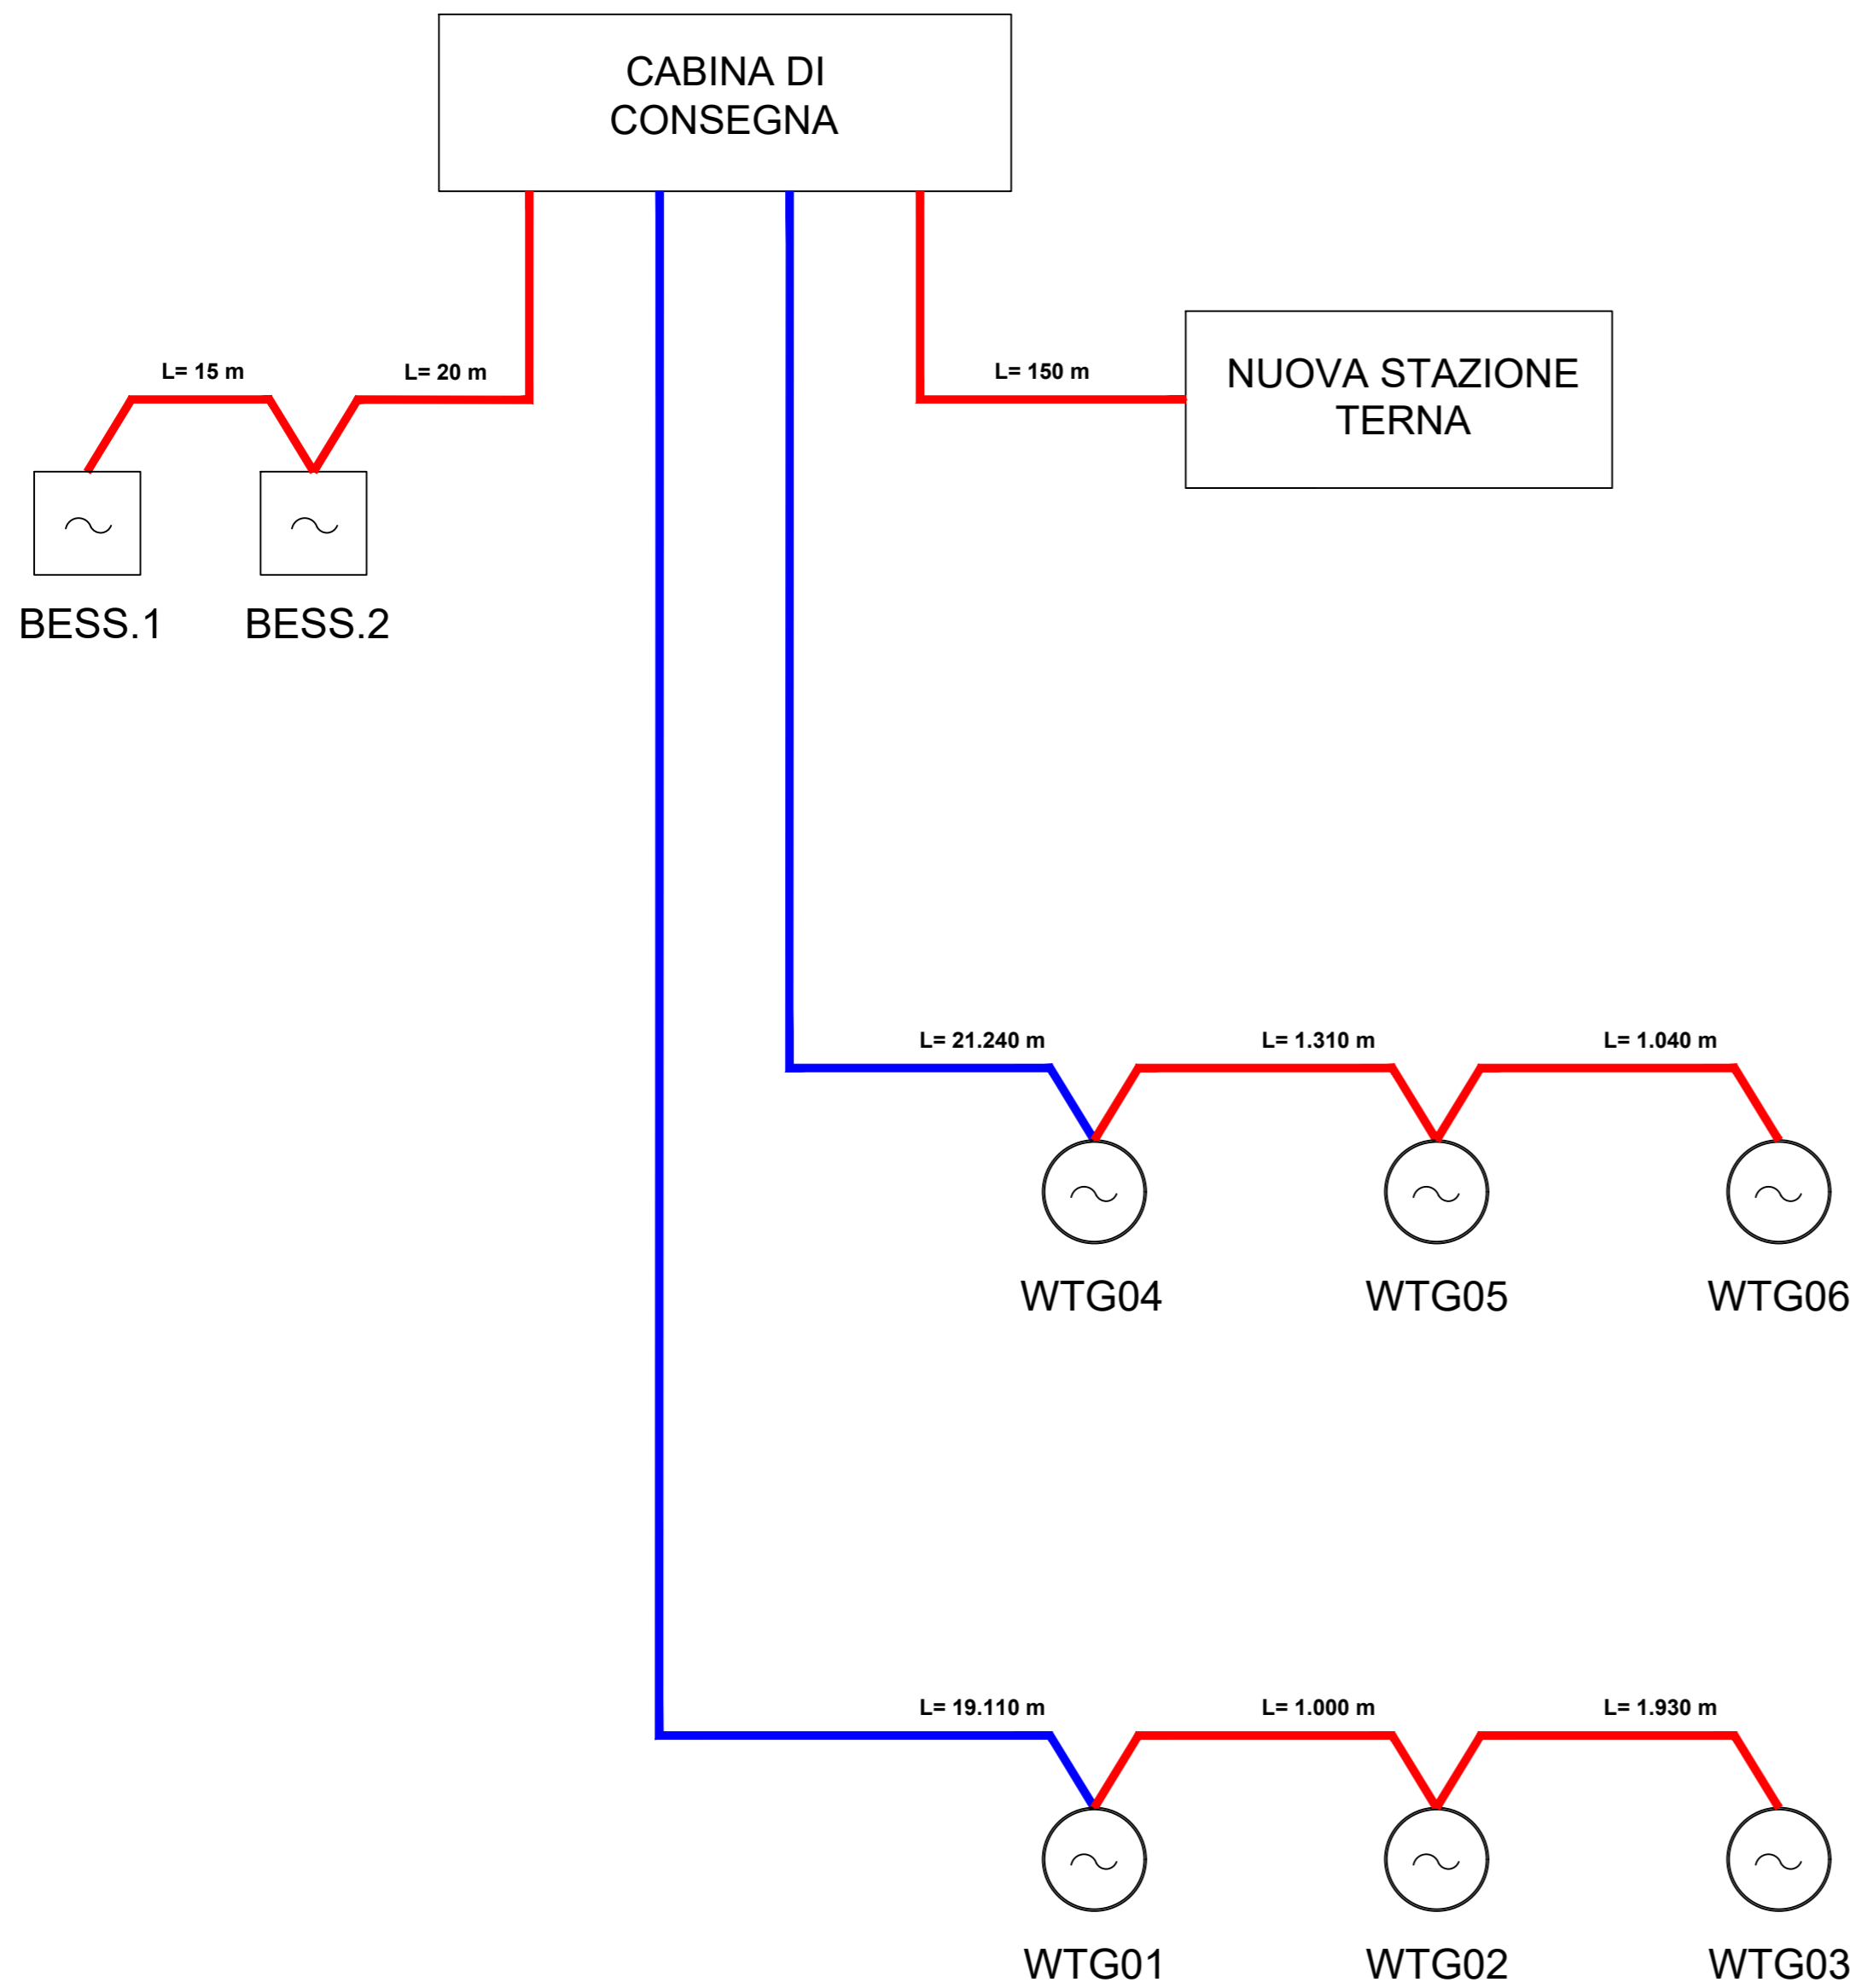 CABINA DI
CONSEGNA
L= 15 m
L= 20 m
L= 150 m
NUOVA STAZIONE
TERNA
BESS.1
BESS.2
L= 21.240 m
L= 1.310 m
L= 1.040 m
WTG04
WTG05
WTG06
L= 19.110 m
L= 1.000 m
L= 1.930 m
WTG01
WTG02
WTG03